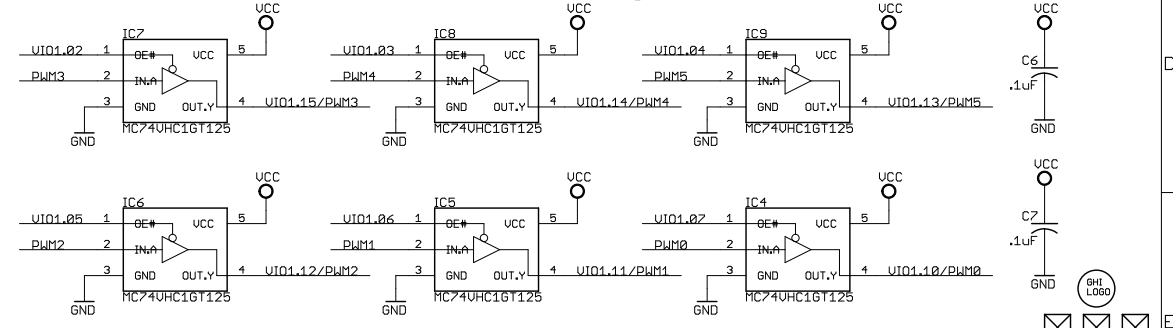 VCC VCC VCC VCC
IC7 IC8 IC9
VIO1.02 1 OE# VCC 5 VIO1.03 1 OE# VCC 5 VIO1.04 1 OE# VCC 5 C6 D
PWM3 2 IN.A PWM4 2 IN.A PWM5 2 IN.A .1uF
3 GND OUT.Y 4 VIO1.15/PWM3 3 GND OUT.Y 4 VIO1.14/PWM4 3 GND OUT.Y 4 VIO1.13/PWM5
MC74VHC1GT125 MC74VHC1GT125 MC74VHC1GT125 GND
GND GND GND
VCC VCC VCC VCC
IC6 IC5 IC4
VIO1.05 1 OE# VCC 5 VIO1.06 1 OE# VCC 5 VIO1.07 1 OE# VCC 5 C7
PWM2 2 IN.A PWM1 2 IN.A PWM0 2 IN.A .1uF
3 GND OUT.Y 4 VIO1.12/PWM2 3 GND OUT.Y 4 VIO1.11/PWM1 3 GND OUT.Y 4 VIO1.10/PWM0
MC74VHC1GT125 MC74VHC1GT125 MC74VHC1GT125 GND
GND GND GND
GHI
LOGO
E